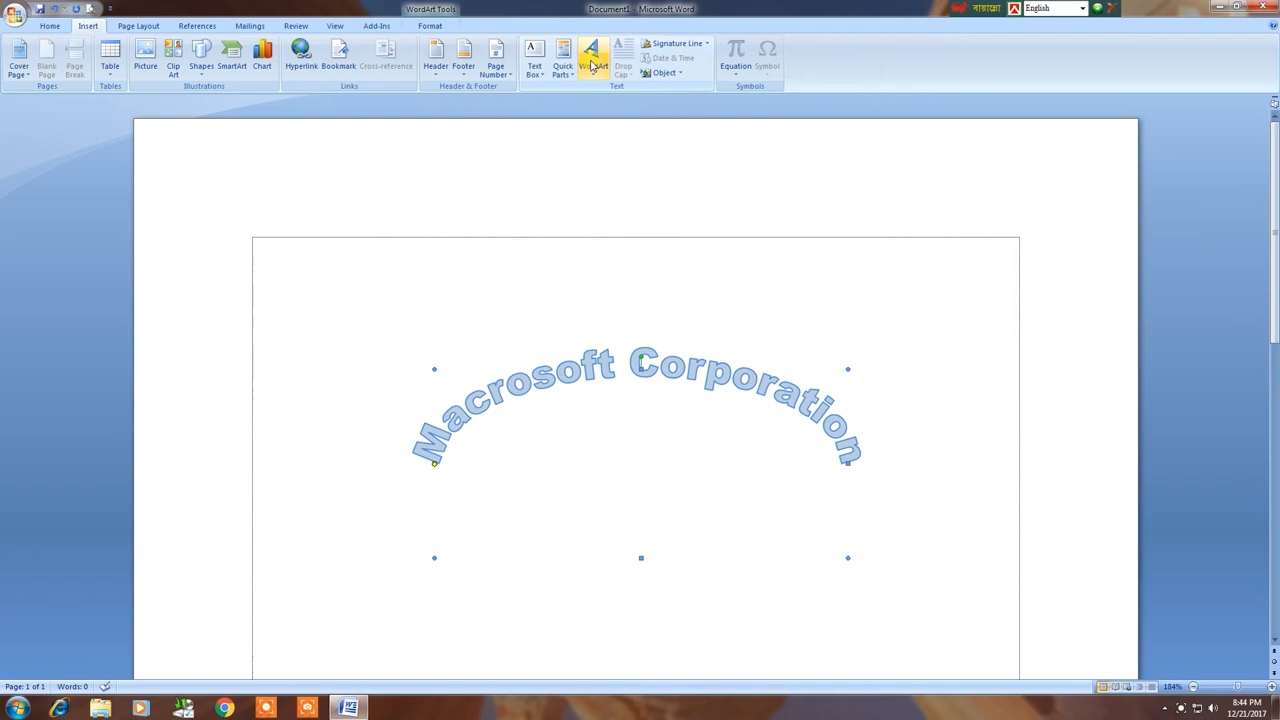 WordArt Tools
Document1 - Microsoft Word
বায়ান্নো
English
Home
Insert
Page Layout
References
Mailings
Review
View
Add-Ins
Format
Cover
Page
Blank
Page
Page
Break
Table
Picture
Clip
Art
Shapes
SmartArt
Chart
Hyperlink
Bookmark
Cross-reference
Header
Footer
Page
Number
Text
Box
Quick
Parts
WordArt
Drop
Cap
Signature Line
Date & Time
Object
Equation
Symbol
Pages
Tables
Illustrations
Links
Header & Footer
Text
Symbols
Macrosoft Corporation
Page: 1 of 1
Words: 0
184%
8:44 PM
12/21/2017